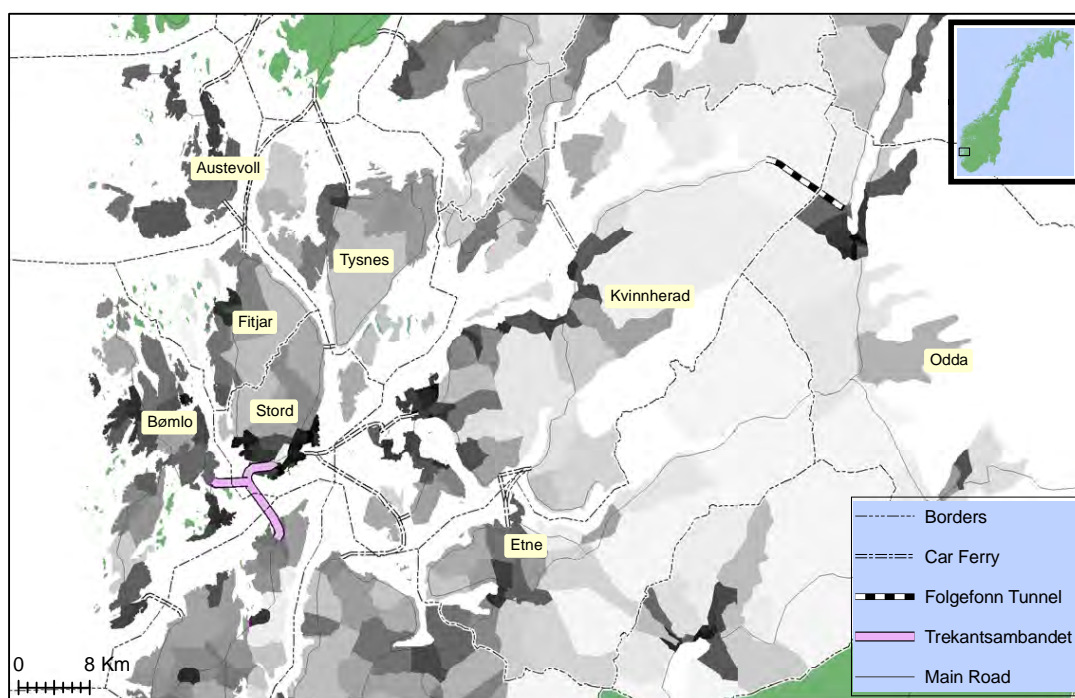 Austevoll
Tysnes
Kvinnherad
Fitjar
Odda
Stord
Bømlo
Etne
Borders
Car Ferry
Folgefonn Tunnel
Trekantsambandet
Main Road
0 8 Km